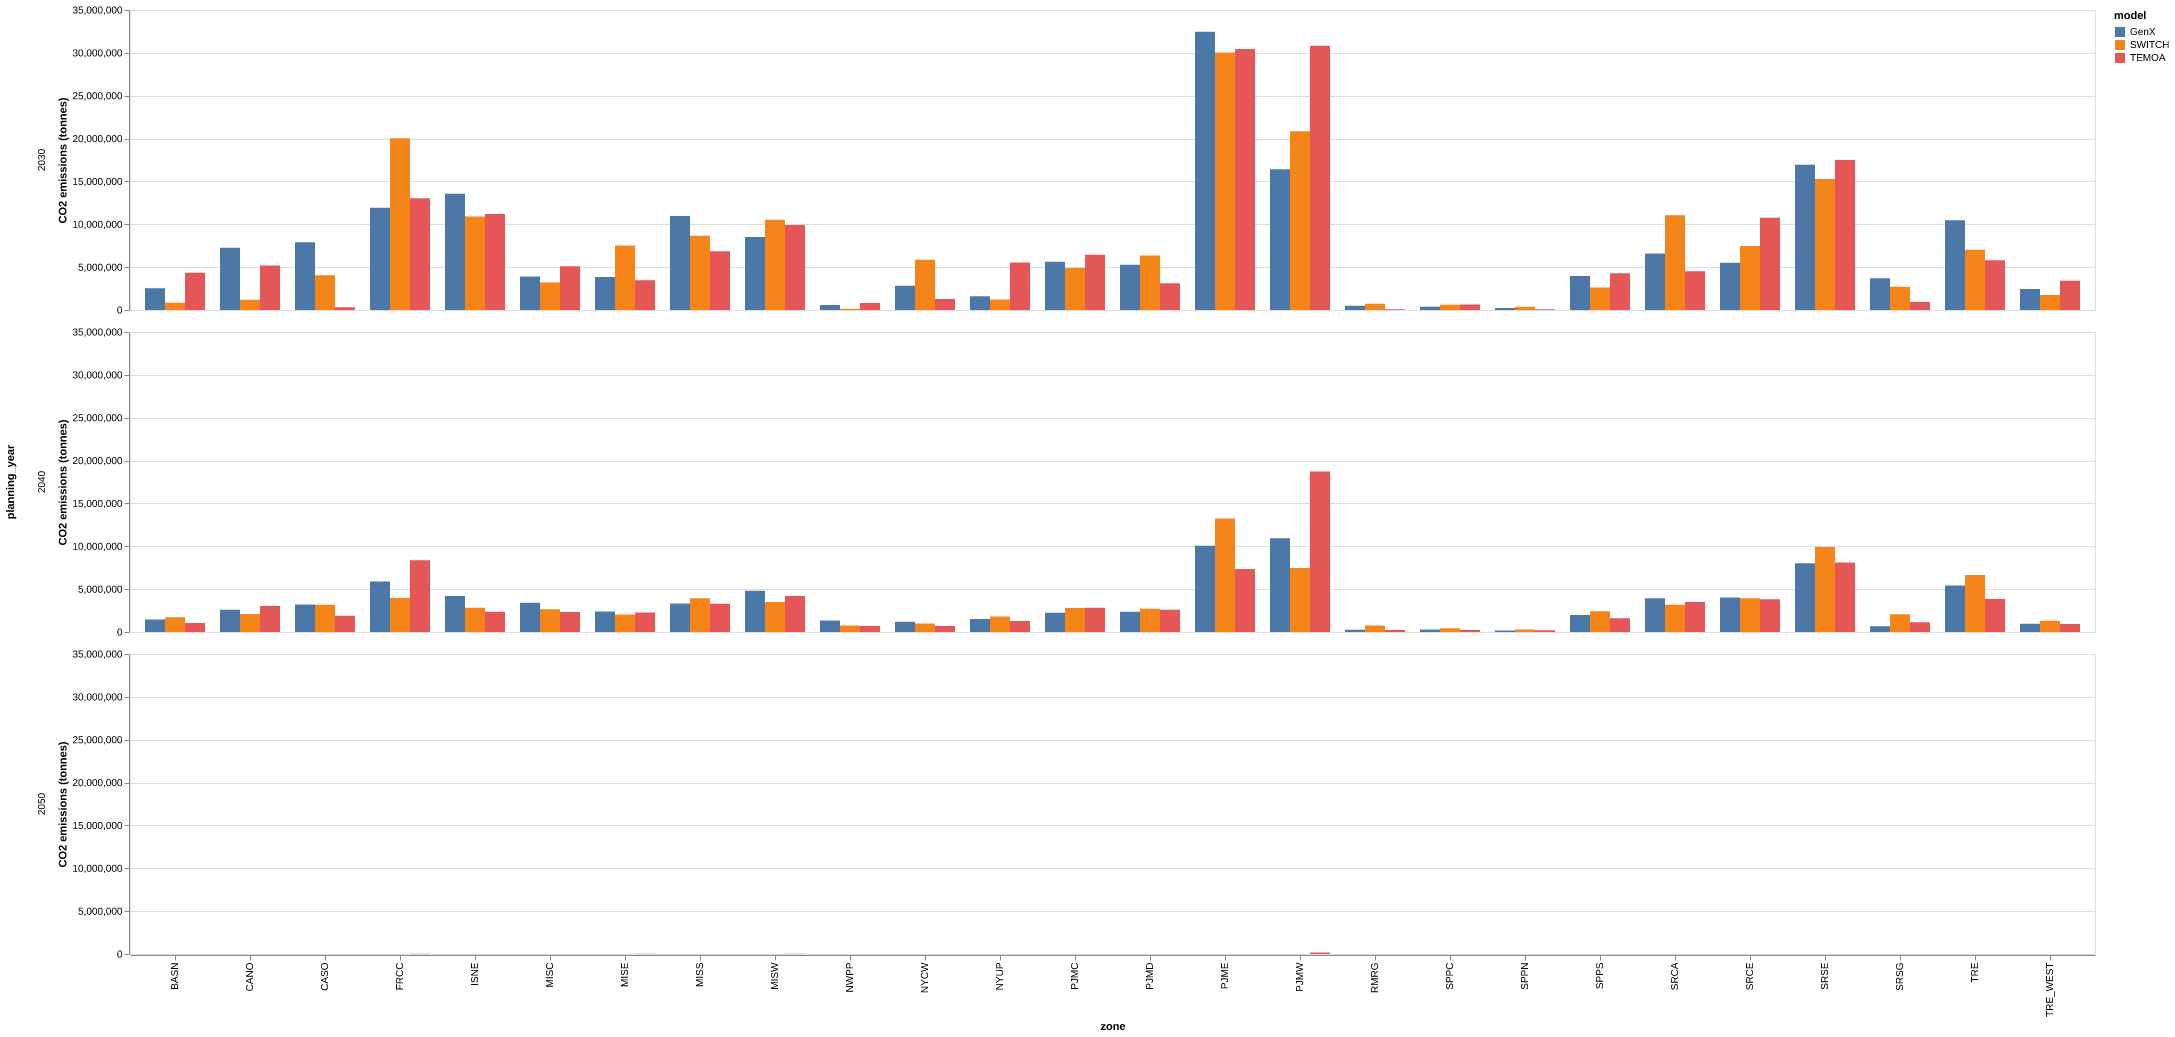 planning_year
2030
CO2 emissions (tonnes)
35,000,000
30,000,000
25,000,000
20,000,000
15,000,000
10,000,000
5,000,000
0
2040
CO2 emissions (tonnes)
35,000,000
30,000,000
25,000,000
20,000,000
15,000,000
10,000,000
5,000,000
0
2050
CO2 emissions (tonnes)
35,000,000
30,000,000
25,000,000
20,000,000
15,000,000
10,000,000
5,000,000
0
BASN
CANO
CASO
FRCC
ISNE
MISC
MISE
MISS
MISW
NWPP
NYCW
NYUP
PJMC
PJMD
PJME
PJMW
RMRG
SPPC
SPPN
SPPS
SRCA
SRCE
SRSE
SRSG
TRE
TRE_WEST
zone
model
GenX
SWITCH
TEMOA